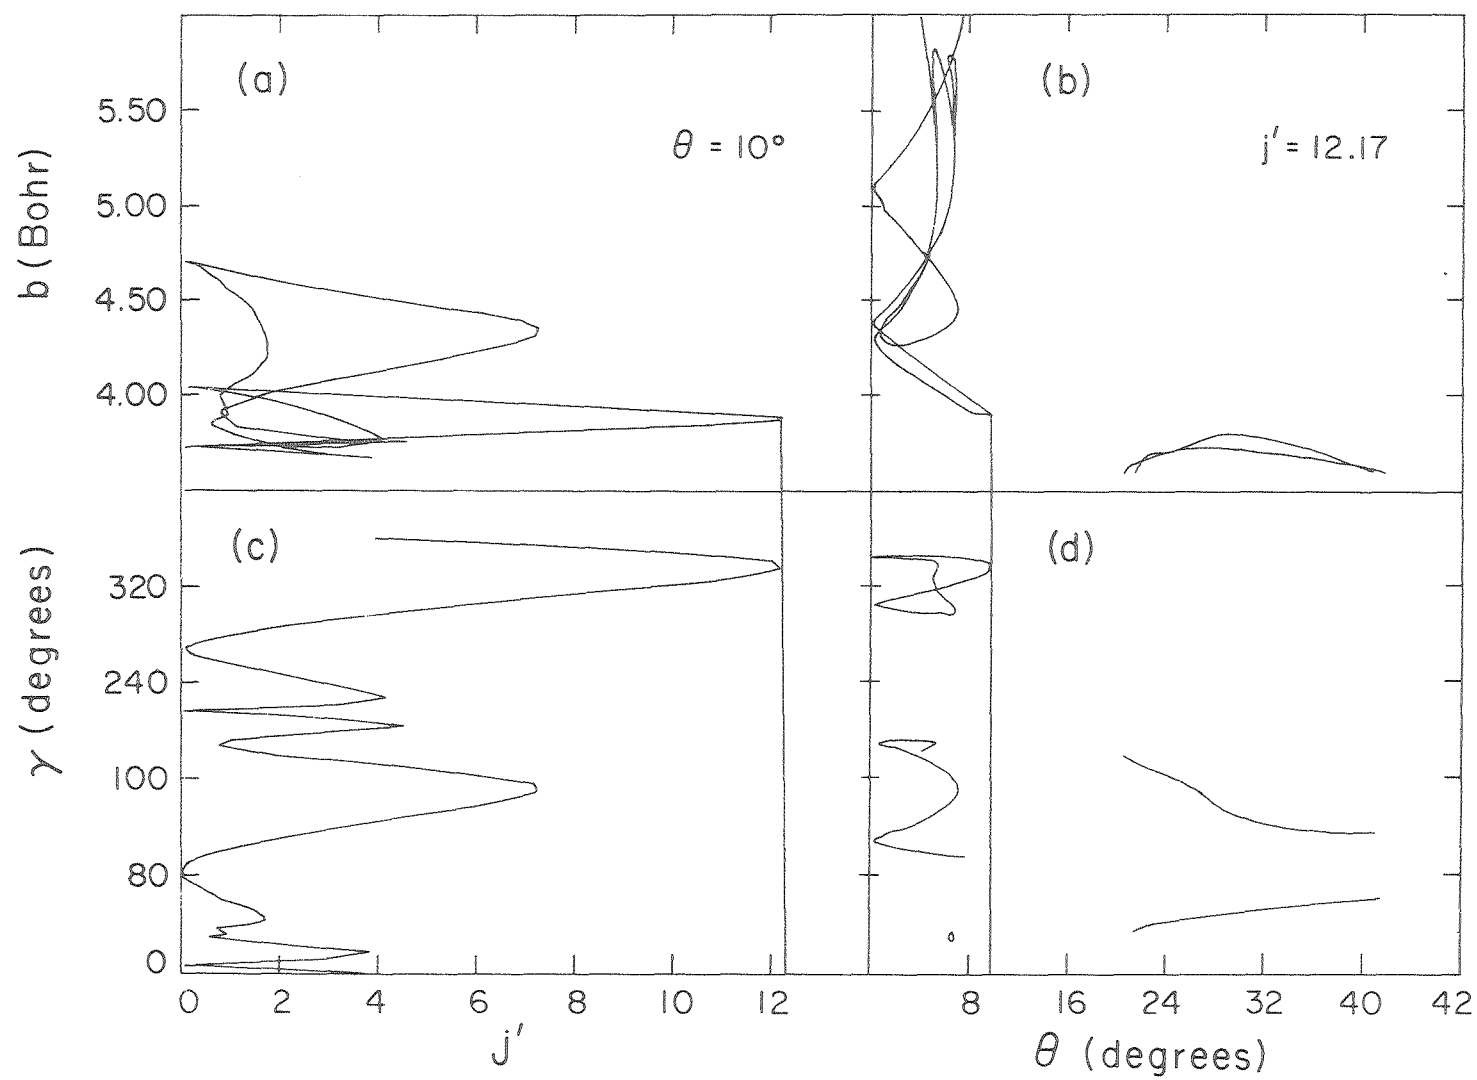 (a)
(b)
5.50
θ = 10°
j' = 12.17
5.00
4.50
4.00
b (Bohr)
(c)
(d)
320
240
100
80
0
γ (degrees)
0 2 4 6 8 10 12
8 16 24 32 40 42
j'
θ (degrees)